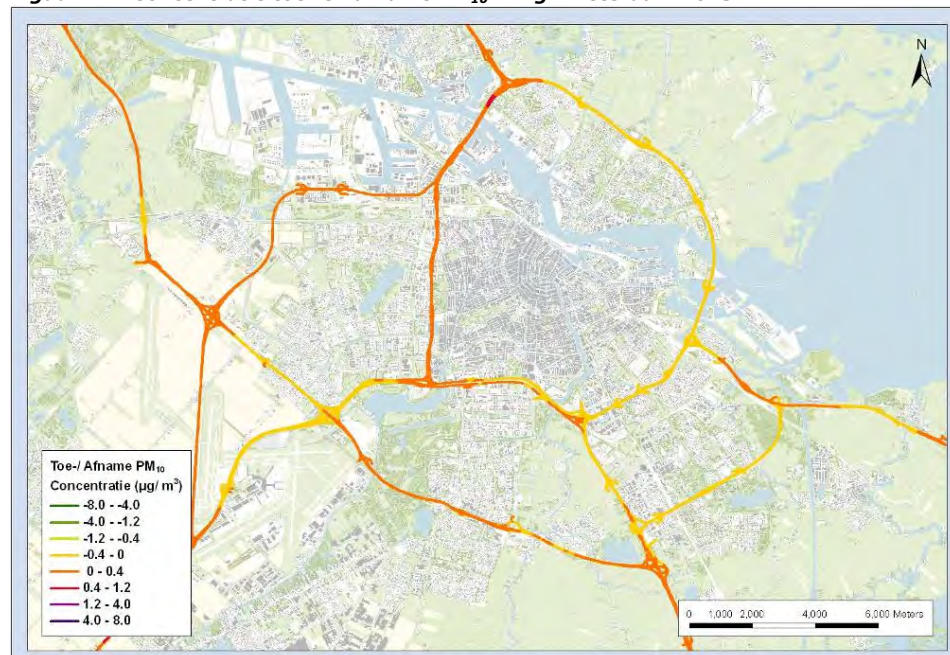 N
Toe-/ Afname PM₁₀
Concentratie (µg/ m³)
-8.0 - -4.0
-4.0 - -1.2
-1.2 - -0.4
-0.4 - 0
0 - 0.4
0.4 - 1.2
1.2 - 4.0
4.0 - 8.0
0 1,000 2,000 4,000 6,000 Meters